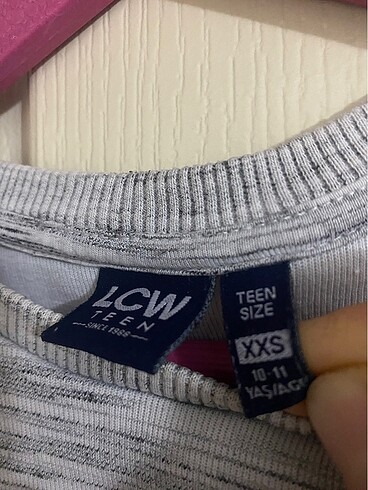 LCW
TEEN
SINCE 1988
TEEN
SIZE
XXS
10-11
YAŞ/AGE